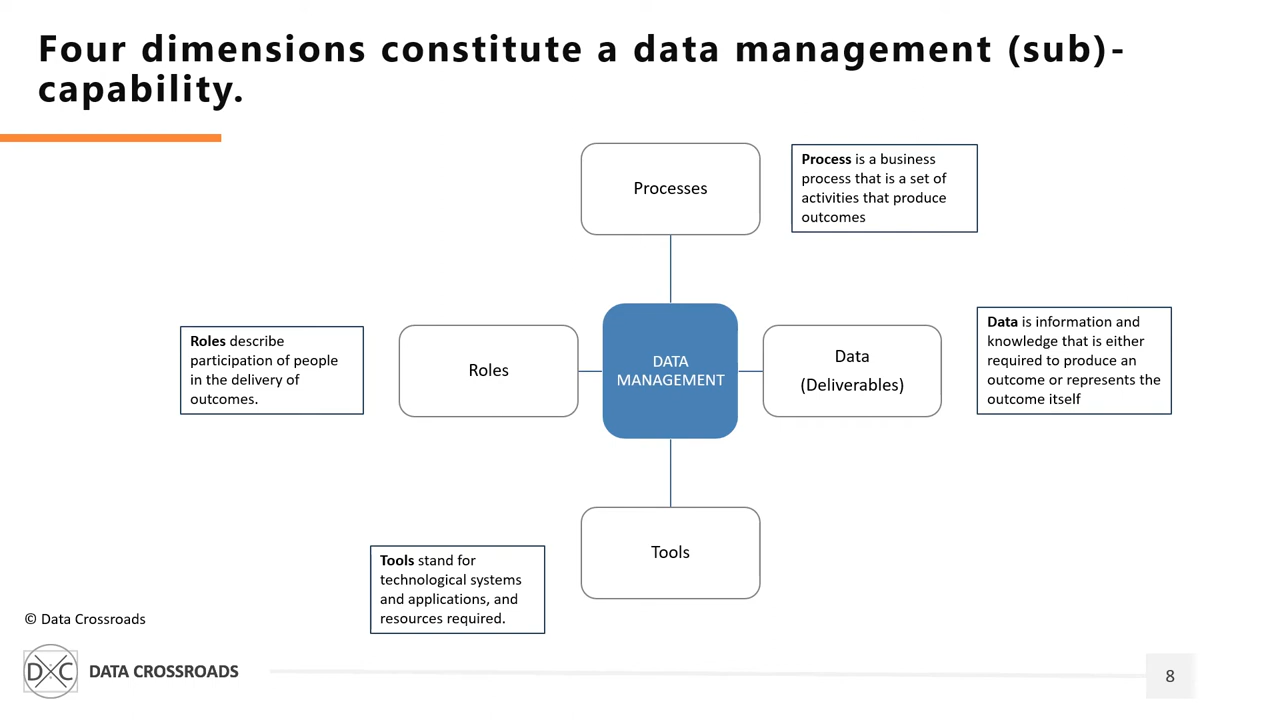 Four dimensions constitute a data management (sub)-
capability.
Processes
Process is a business
process that is a set of
activities that produce
outcomes
Roles describe
participation of people
in the delivery of
outcomes.
Roles
DATA
MANAGEMENT
Data
(Deliverables)
Data is information and
knowledge that is either
required to produce an
outcome or represents the
outcome itself
Tools
Tools stand for
technological systems
and applications, and
resources required.
© Data Crossroads
DXC
DATA CROSSROADS
8